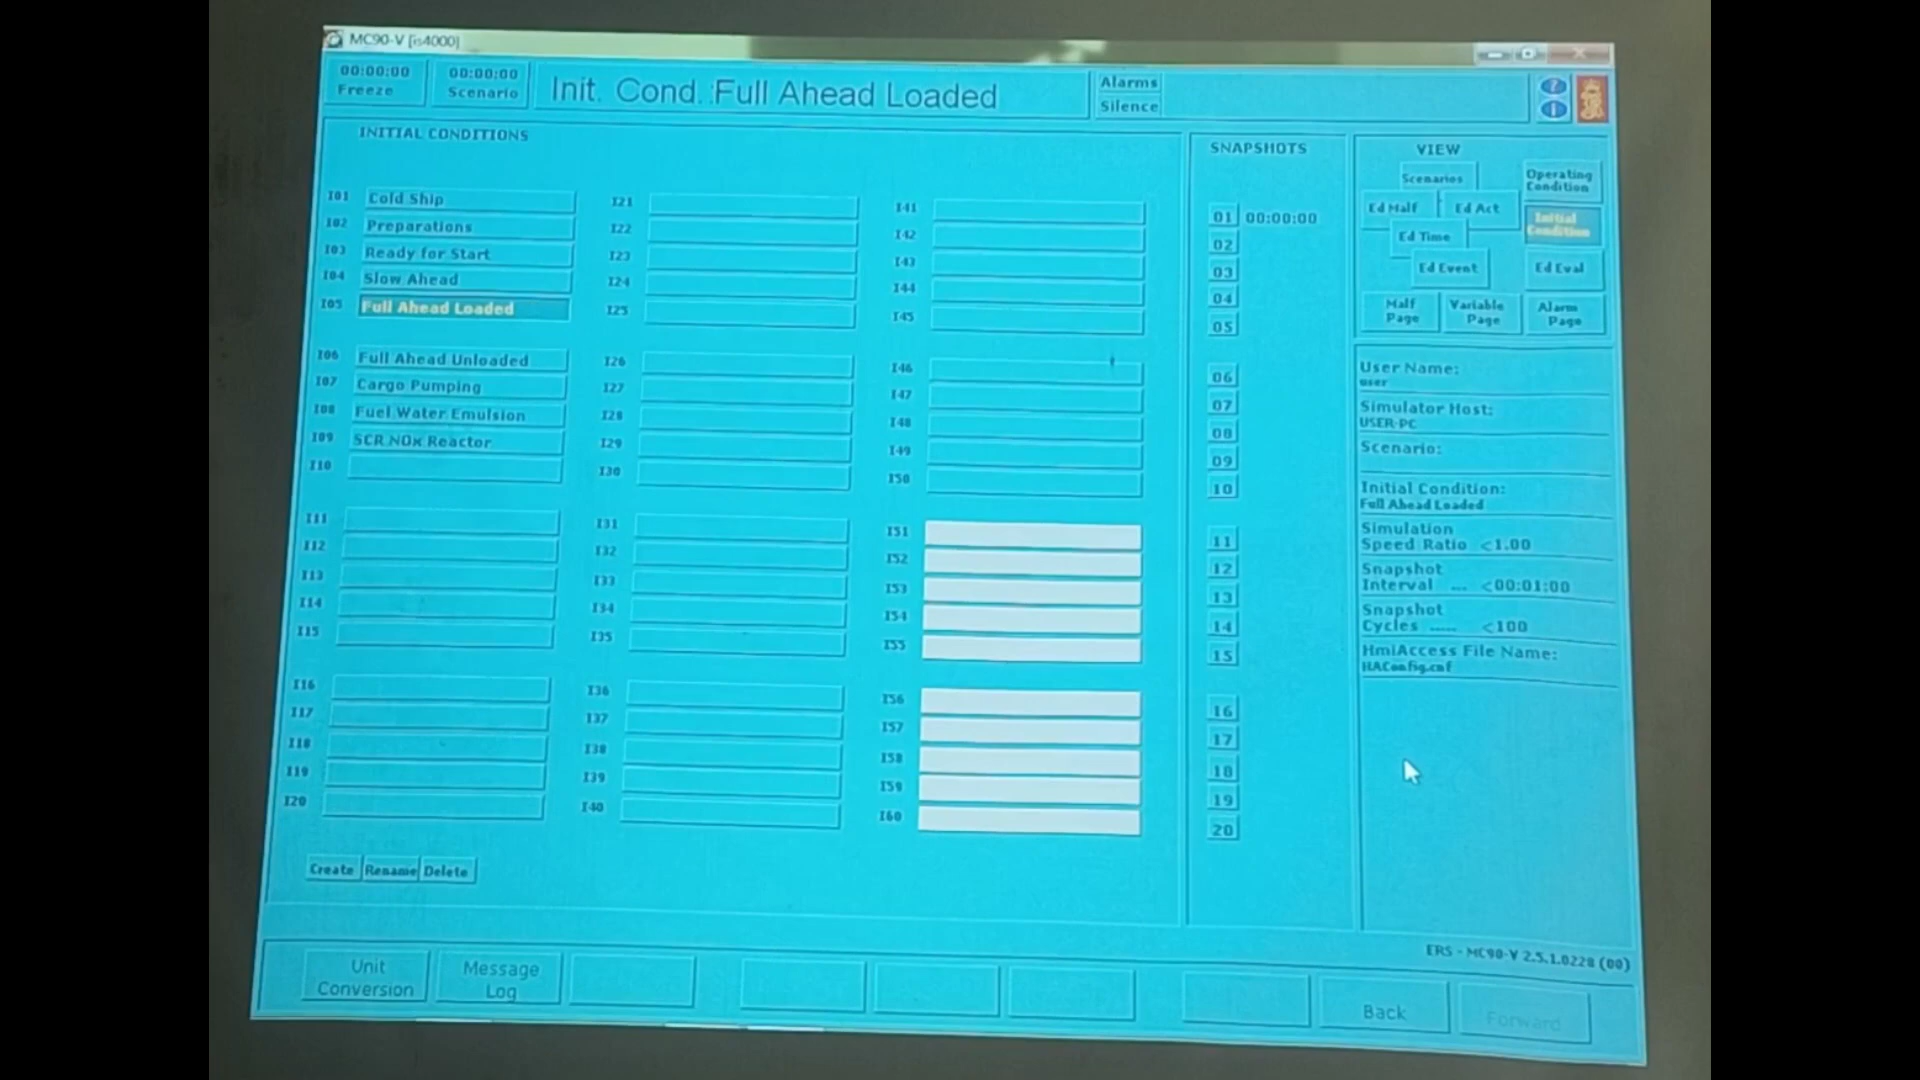 MC90-V [is4000]
00:00:00
Freeze
00:00:00
Scenario
Init. Cond.:Full Ahead Loaded
Alarms
Silence
INITIAL CONDITIONS
I01 Cold Ship
I02 Preparations
I03 Ready for Start
I04 Slow Ahead
I05 Full Ahead Loaded
I06 Full Ahead Unloaded
I07 Cargo Pumping
I08 Fuel Water Emulsion
I09 SCR NOx Reactor
I10
I11
I12
I13
I14
I15
I16
I17
I18
I19
I20
I21
I22
I23
I24
I25
I26
I27
I28
I29
I30
I31
I32
I33
I34
I35
I36
I37
I38
I39
I40
I41
I42
I43
I44
I45
I46
I47
I48
I49
I50
I51
I52
I53
I54
I55
I56
I57
I58
I59
I60
Create Rename Delete
SNAPSHOTS
01 00:00:00
02
03
04
05
06
07
08
09
10
11
12
13
14
15
16
17
18
19
20
VIEW
Scenarios
Operating
Condition
Ed Malf
Ed Act
Initial
Condition
Ed Time
Ed Event
Ed Eval
Malf
Page
Variable
Page
Alarm
Page
User Name:
user
Simulator Host:
USER-PC
Scenario:
Initial Condition:
Full Ahead Loaded
Simulation
Speed Ratio <1.00
Snapshot
Interval ... <00:01:00
Snapshot
Cycles ..... <100
HmiAccess File Name:
HAConfig.cnf
ERS - MC90-V 2.5.1.0228 (00)
Unit
Conversion
Message
Log
Back
Forward